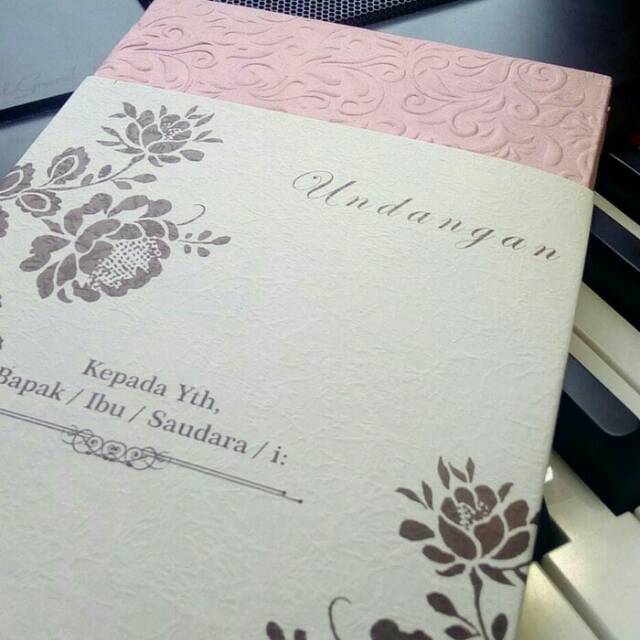 Undangan
Kepada Yth,
Bapak / Ibu / Saudara / i: